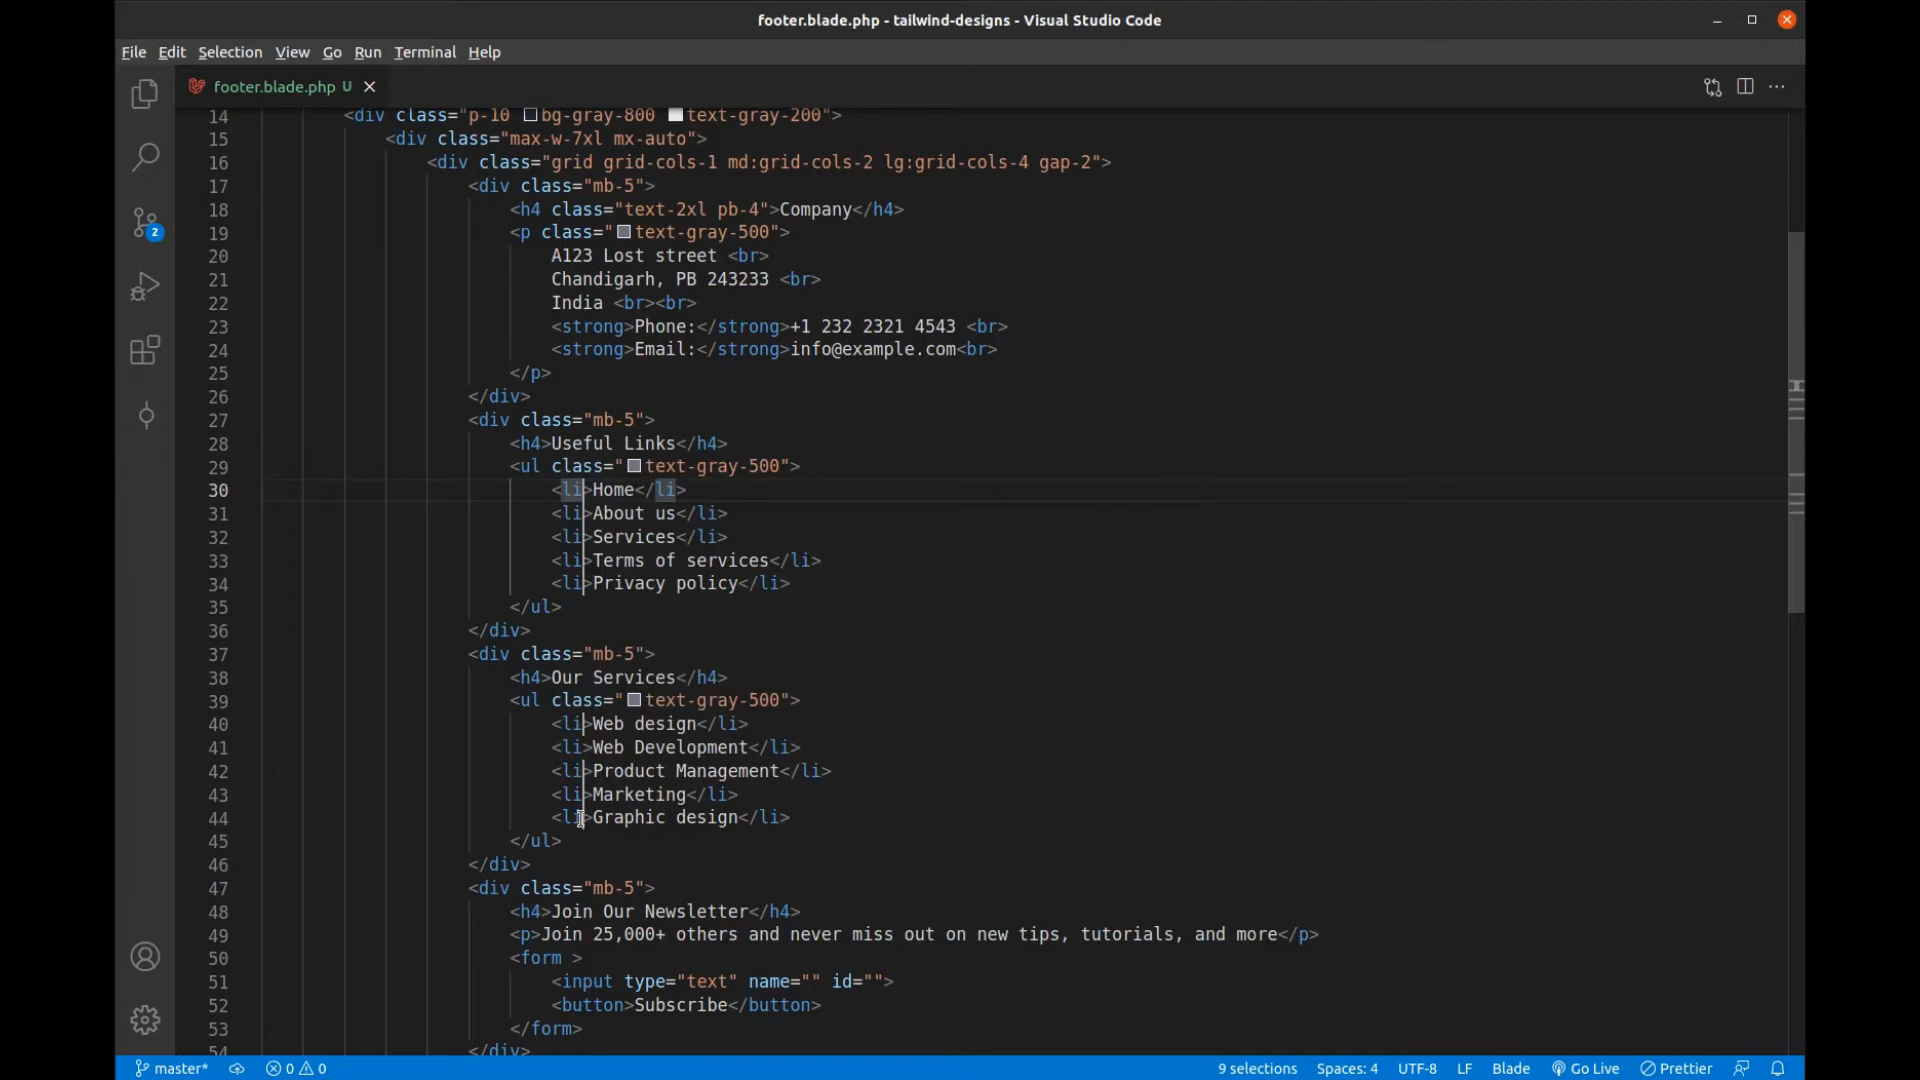 footer.blade.php - tailwind-designs - Visual Studio Code
File Edit Selection View Go Run Terminal Help
footer.blade.php U
14 <div class="p-10 bg-gray-800 text-gray-200">
15 <div class="max-w-7xl mx-auto">
16 <div class="grid grid-cols-1 md:grid-cols-2 lg:grid-cols-4 gap-2">
17 <div class="mb-5">
18 <h4 class="text-2xl pb-4">Company</h4>
19 <p class="text-gray-500">
20 A123 Lost street <br>
21 Chandigarh, PB 243233 <br>
22 India <br><br>
23 <strong>Phone:</strong>+1 232 2321 4543 <br>
24 <strong>Email:</strong>info@example.com<br>
25 </p>
26 </div>
27 <div class="mb-5">
28 <h4>Useful Links</h4>
29 <ul class="text-gray-500">
30 <li>Home</li>
31 <li>About us</li>
32 <li>Services</li>
33 <li>Terms of services</li>
34 <li>Privacy policy</li>
35 </ul>
36 </div>
37 <div class="mb-5">
38 <h4>Our Services</h4>
39 <ul class="text-gray-500">
40 <li>Web design</li>
41 <li>Web Development</li>
42 <li>Product Management</li>
43 <li>Marketing</li>
44 <li>Graphic design</li>
45 </ul>
46 </div>
47 <div class="mb-5">
48 <h4>Join Our Newsletter</h4>
49 <p>Join 25,000+ others and never miss out on new tips, tutorials, and more</p>
50 <form >
51 <input type="text" name="" id="">
52 <button>Subscribe</button>
53 </form>
54 </div>
2
master* 0 0 9 selections Spaces: 4 UTF-8 LF Blade Go Live Prettier